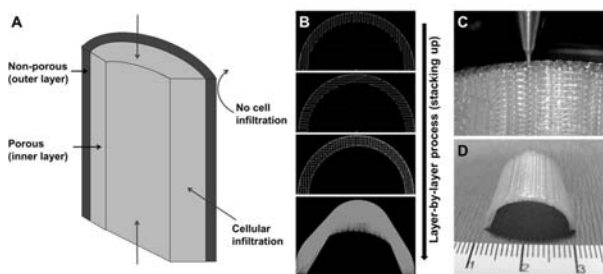 A
Non-porous
(outer layer)
Porous
(inner layer)
No cell
infiltration
Cellular
infiltration
B
Layer-by-layer process (stacking up)
C
D
1
2
3